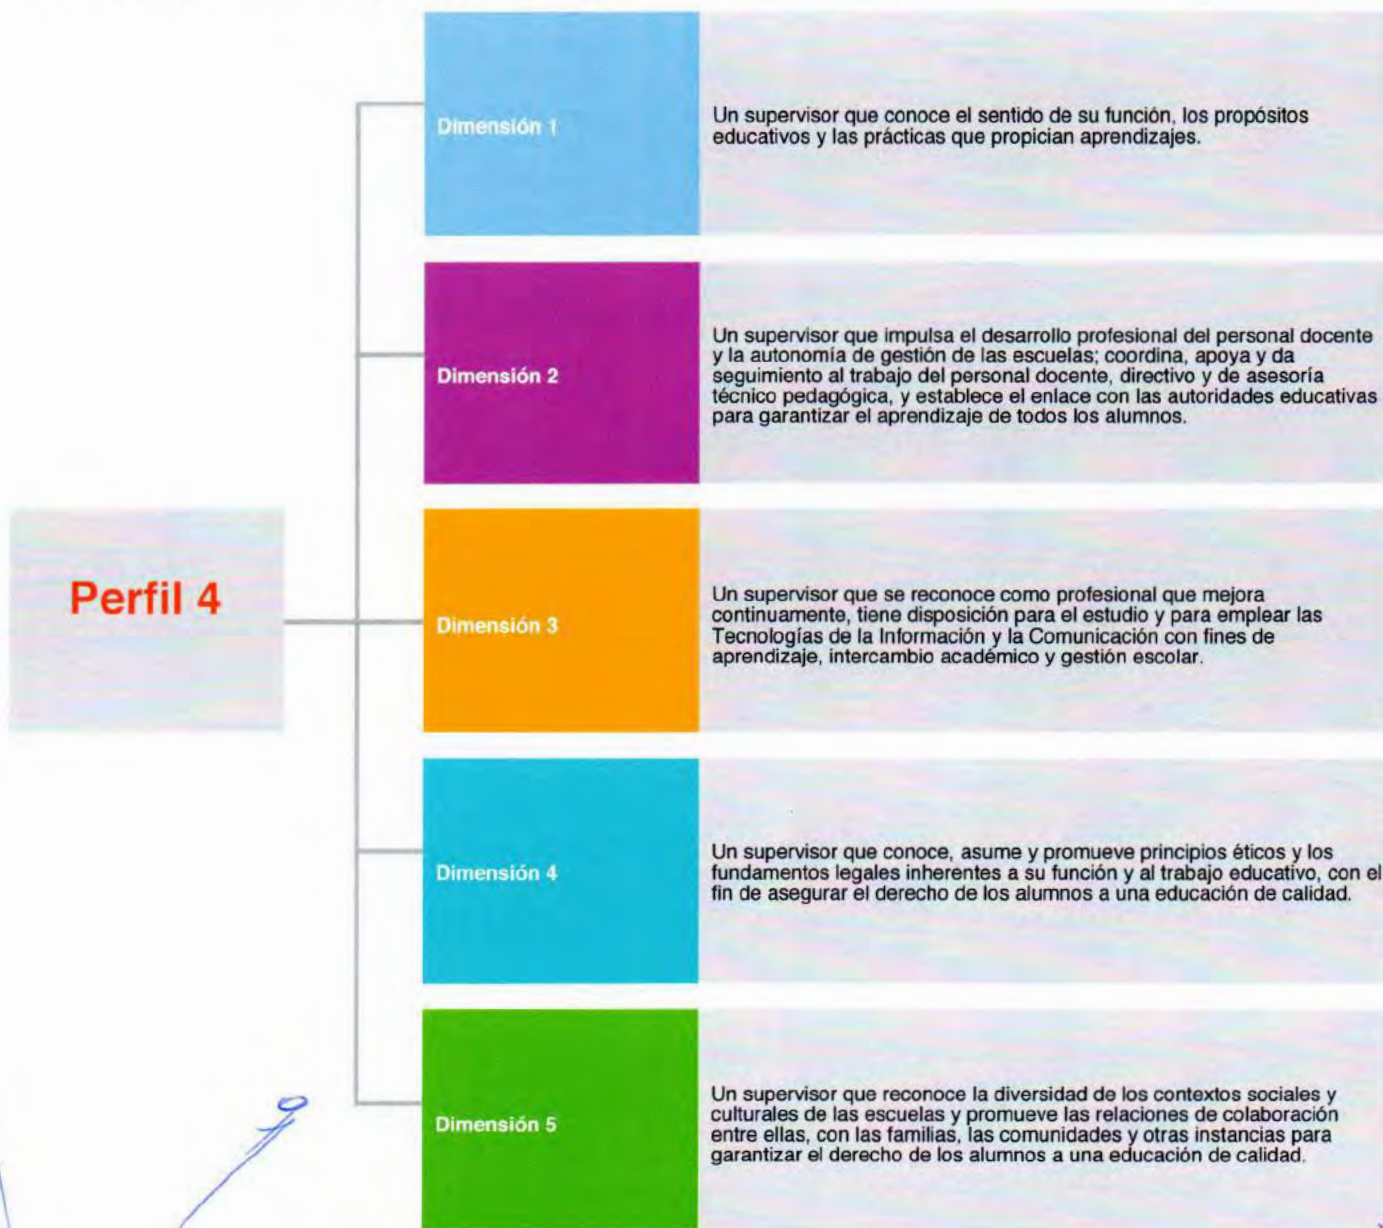 Dimensión 1
Un supervisor que conoce el sentido de su función, los propósitos
educativos y las prácticas que propician aprendizajes.
Dimensión 2
Un supervisor que impulsa el desarrollo profesional del personal docente
y la autonomía de gestión de las escuelas; coordina, apoya y da
seguimiento al trabajo del personal docente, directivo y de asesoría
técnico pedagógica, y establece el enlace con las autoridades educativas
para garantizar el aprendizaje de todos los alumnos.
Perfil 4
Dimensión 3
Un supervisor que se reconoce como profesional que mejora
continuamente, tiene disposición para el estudio y para emplear las
Tecnologías de la Información y la Comunicación con fines de
aprendizaje, intercambio académico y gestión escolar.
Dimensión 4
Un supervisor que conoce, asume y promueve principios éticos y los
fundamentos legales inherentes a su función y al trabajo educativo, con el
fin de asegurar el derecho de los alumnos a una educación de calidad.
Dimensión 5
Un supervisor que reconoce la diversidad de los contextos sociales y
culturales de las escuelas y promueve las relaciones de colaboración
entre ellas, con las familias, las comunidades y otras instancias para
garantizar el derecho de los alumnos a una educación de calidad.